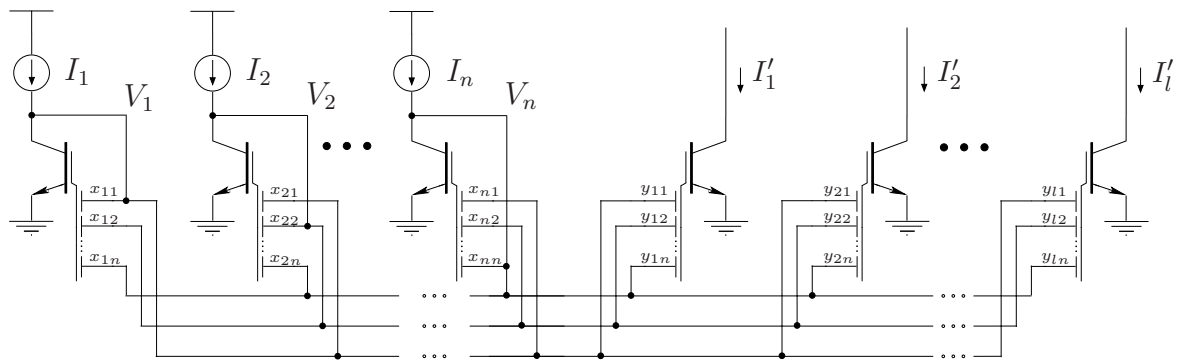 I₁
I₂
Iₙ
I′₁
I′₂
I′ₗ
V₁
V₂
Vₙ
x₁₁
x₁₂
x₁ₙ
x₂₁
x₂₂
x₂ₙ
xₙ₁
xₙ₂
xₙₙ
y₁₁
y₁₂
y₁ₙ
y₂₁
y₂₂
y₂ₙ
yₗ₁
yₗ₂
yₗₙ